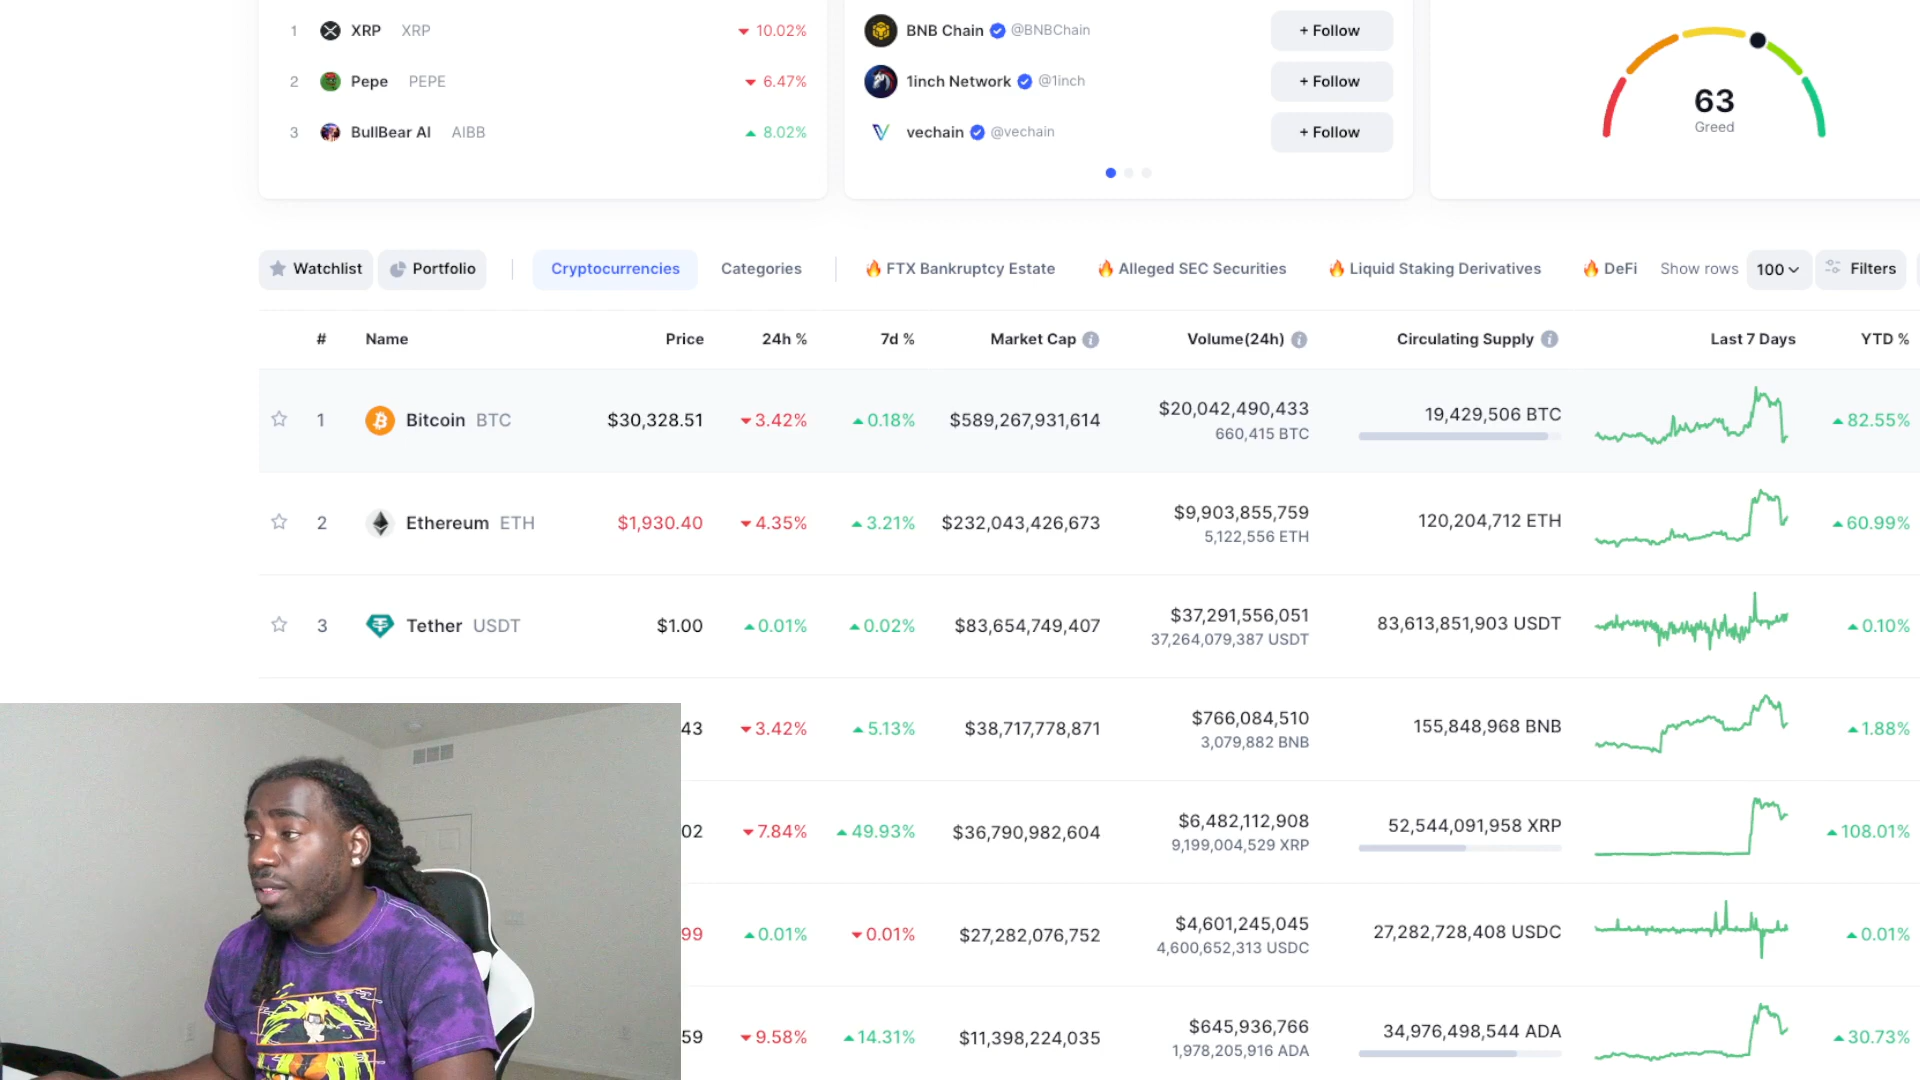 1 XRP XRP 10.02%
2 Pepe PEPE 6.47%
3 BullBear AI AIBB 8.02%
BNB Chain @BNBChain + Follow
1inch Network @1inch + Follow
vechain @vechain + Follow
63
Greed
Watchlist Portfolio Cryptocurrencies Categories FTX Bankruptcy Estate Alleged SEC Securities Liquid Staking Derivatives DeFi Show rows 100 Filters
# Name Price 24h % 7d % Market Cap Volume(24h) Circulating Supply Last 7 Days YTD %
1 Bitcoin BTC $30,328.51 3.42% 0.18% $589,267,931,614 $20,042,490,433 19,429,506 BTC 82.55%
660,415 BTC
2 Ethereum ETH $1,930.40 4.35% 3.21% $232,043,426,673 $9,903,855,759 120,204,712 ETH 60.99%
5,122,556 ETH
3 Tether USDT $1.00 0.01% 0.02% $83,654,749,407 $37,291,556,051 83,613,851,903 USDT 0.10%
37,264,079,387 USDT
43 3.42% 5.13% $38,717,778,871 $766,084,510 155,848,968 BNB 1.88%
3,079,882 BNB
02 7.84% 49.93% $36,790,982,604 $6,482,112,908 52,544,091,958 XRP 108.01%
9,199,004,529 XRP
99 0.01% 0.01% $27,282,076,752 $4,601,245,045 27,282,728,408 USDC 0.01%
4,600,652,313 USDC
59 9.58% 14.31% $11,398,224,035 $645,936,766 34,976,498,544 ADA 30.73%
1,978,205,916 ADA